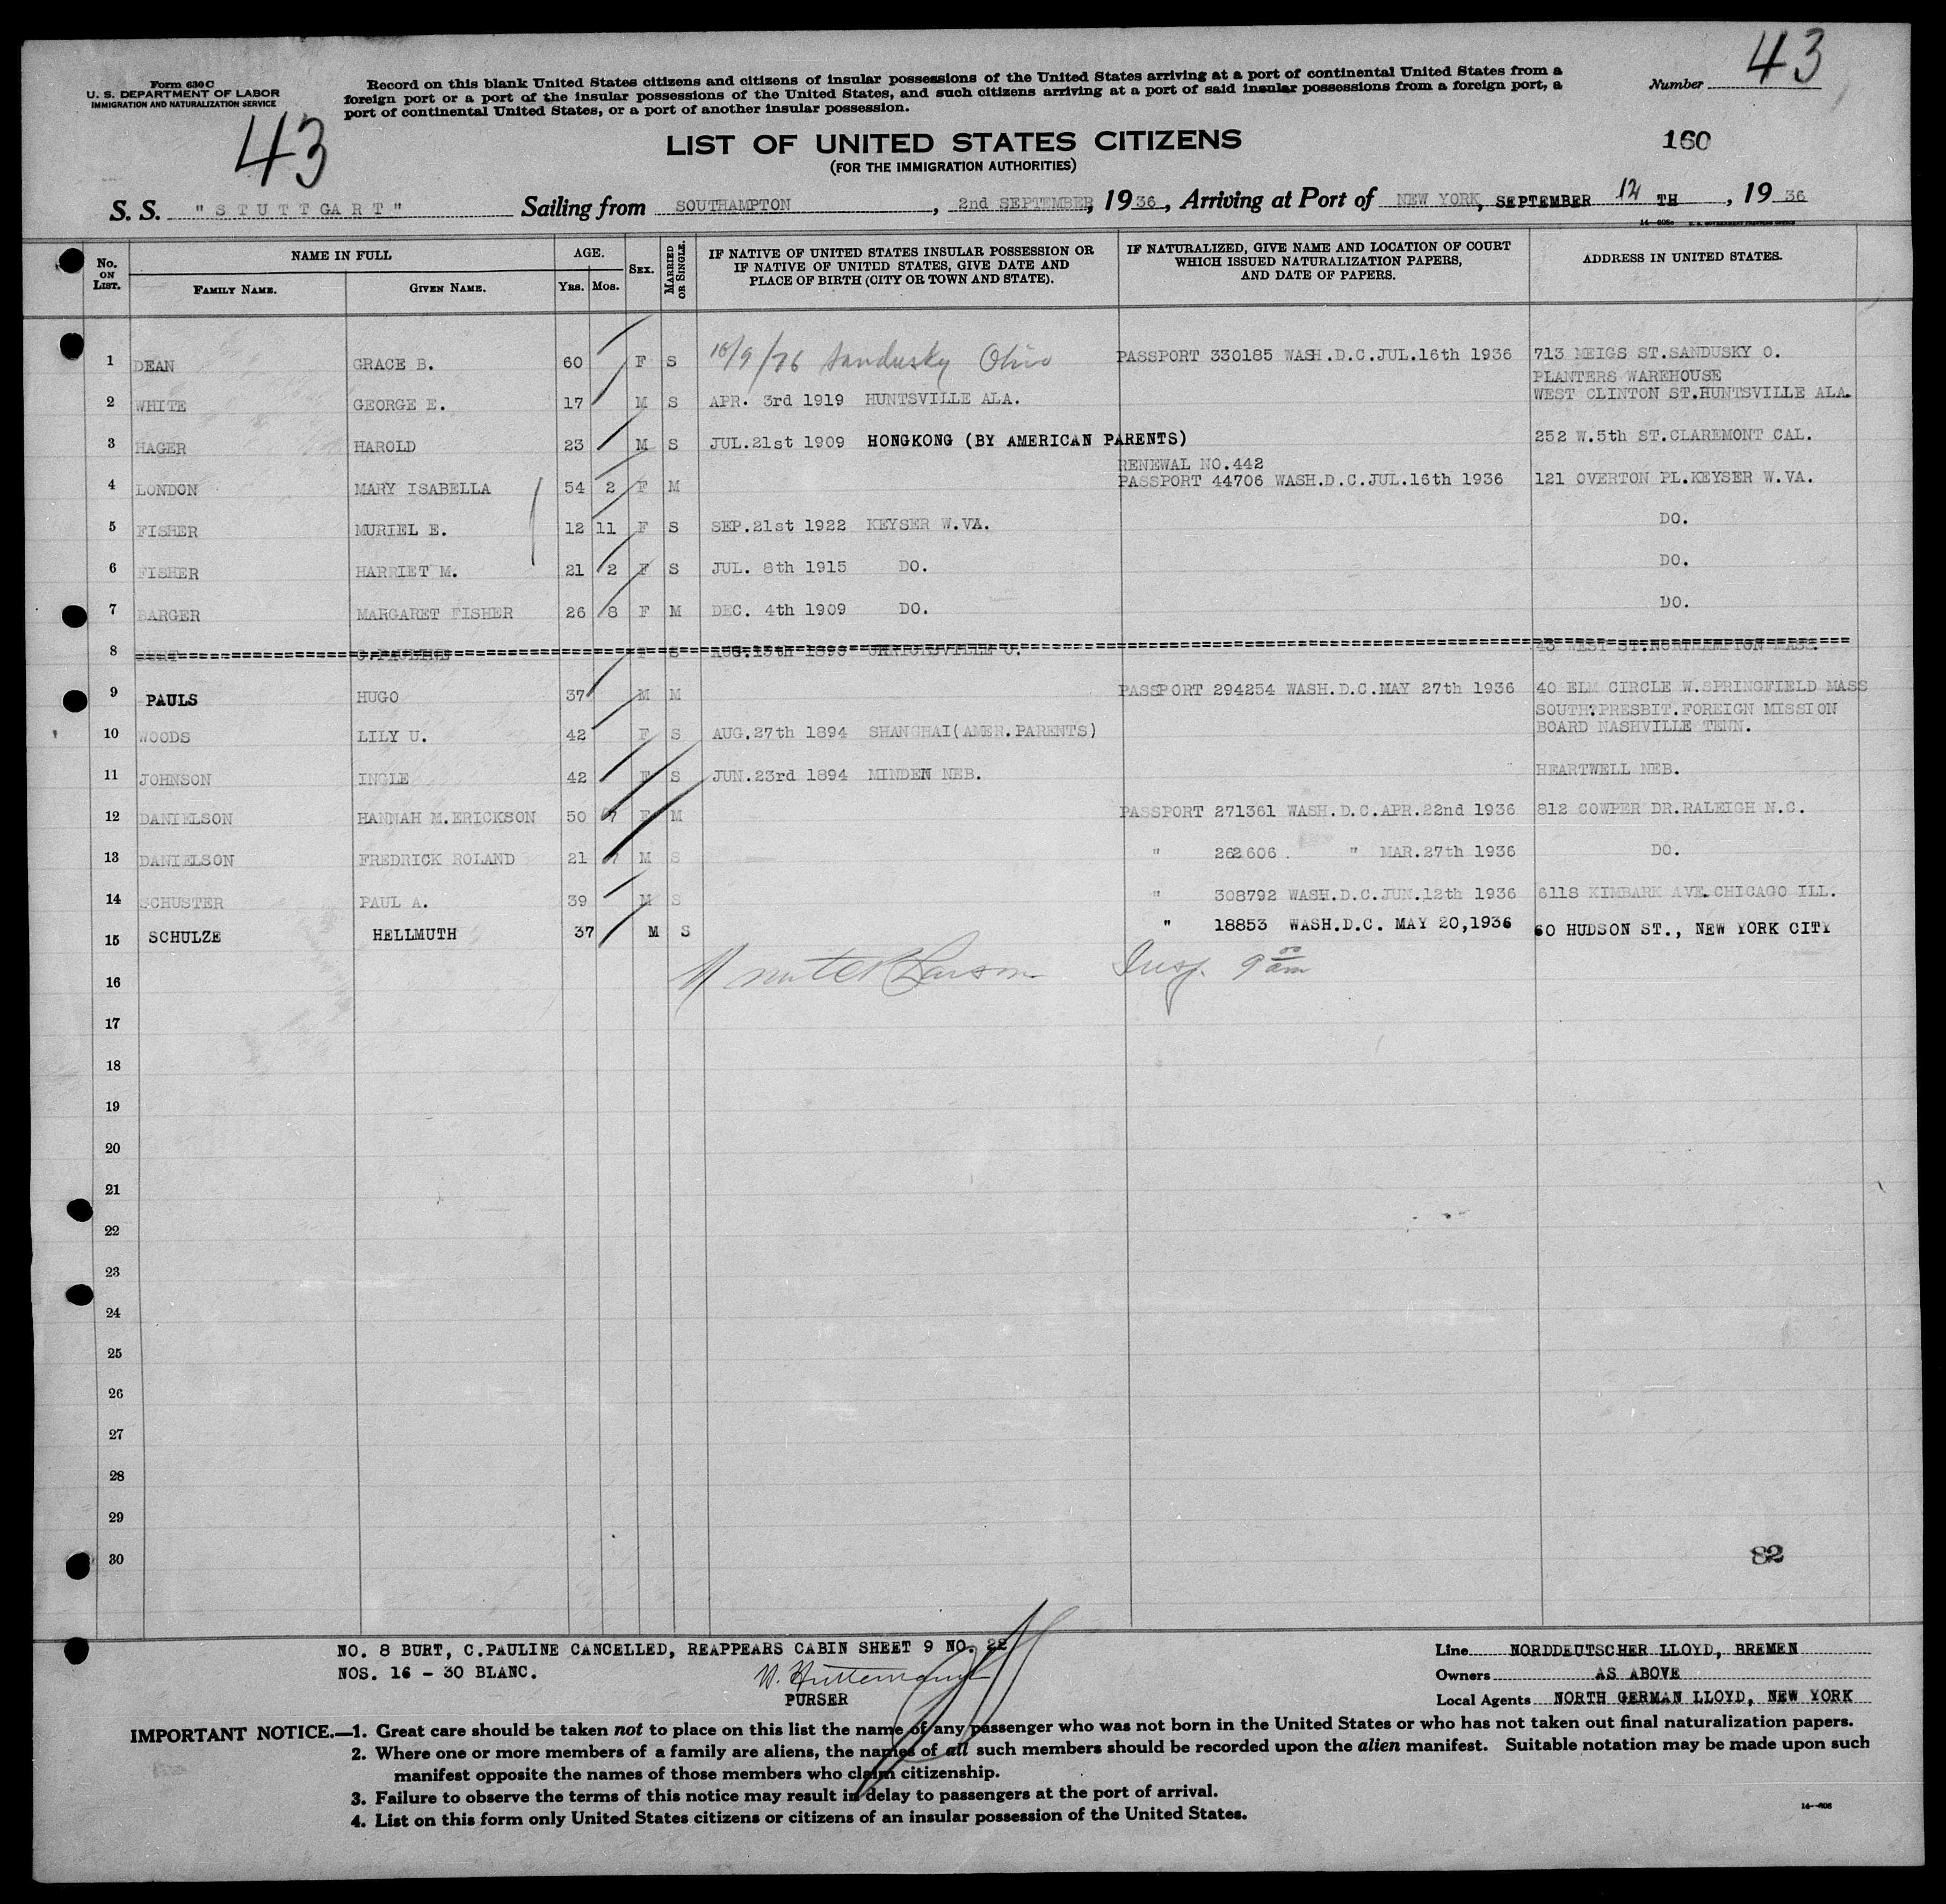 Form 630C
U. S. DEPARTMENT OF LABOR
IMMIGRATION AND NATURALIZATION SERVICE
43
Record on this blank United States citizens and citizens of insular possessions of the United States arriving at a port of continental United States from a
foreign port or a port of the insular possessions of the United States, and such citizens arriving at a port of said insular possessions from a foreign port, a
port of continental United States, or a port of another insular possession.
Number 43
LIST OF UNITED STATES CITIZENS
(FOR THE IMMIGRATION AUTHORITIES)
160
S. S. "STUTTGART" Sailing from SOUTHAMPTON, 2nd SEPTEMBER, 1936, Arriving at Port of NEW YORK, SEPTEMBER 12 TH, 1936
No. ON LIST. NAME IN FULL FAMILY NAME. GIVEN NAME. AGE. YRS. MOS. SEX. MARRIED OR SINGLE. IF NATIVE OF UNITED STATES INSULAR POSSESSION OR IF NATIVE OF UNITED STATES, GIVE DATE AND PLACE OF BIRTH (CITY OR TOWN AND STATE). IF NATURALIZED, GIVE NAME AND LOCATION OF COURT WHICH ISSUED NATURALIZATION PAPERS, AND DATE OF PAPERS. ADDRESS IN UNITED STATES.
1 DEAN GRACE B. 60 F S 10/9/76 Sandusky Ohio PASSPORT 330185 WASH.D.C.JUL.16th 1936 713 MEIGS ST.SANDUSKY O.
PLANTERS WAREHOUSE
2 WHITE GEORGE E. 17 M S APR. 3rd 1919 HUNTSVILLE ALA. WEST CLINTON ST.HUNTSVILLE ALA.
3 HAGER HAROLD 23 M S JUL.21st 1909 HONGKONG (BY AMERICAN PARENTS) 252 W.5th ST.CLAREMONT CAL.
RENEWAL NO.442
4 LONDON MARY ISABELLA 54 2 F M PASSPORT 44706 WASH.D.C.JUL.16th 1936 121 OVERTON PL.KEYSER W.VA.
5 FISHER MURIEL E. 12 11 F S SEP.21st 1922 KEYSER W.VA. DO.
6 FISHER HARRIET M. 21 2 F S JUL. 8th 1915 DO. DO.
7 BARGER MARGARET FISHER 26 8 F M DEC. 4th 1909 DO. DO.
8 BURT C.PAULINE F S AUG.15th 1890 UHRICHSVILLE O. 43 WEST ST.NORTHAMPTON MASS.
9 PAULS HUGO 37 M M PASSPORT 294254 WASH.D.C.MAY 27th 1936 40 ELM CIRCLE W.SPRINGFIELD MASS
SOUTH.PRESBIT.FOREIGN MISSION
10 WOODS LILY U. 42 F S AUG.27th 1894 SHANGHAI(AMER.PARENTS) BOARD NASHVILLE TENN.
11 JOHNSON INGLE 42 F S JUN.23rd 1894 MINDEN NEB. HEARTWELL NEB.
12 DANIELSON HANNAH M.ERICKSON 50 F M PASSPORT 271361 WASH.D.C.APR.22nd 1936 812 COWPER DR.RALEIGH N.C.
13 DANIELSON FREDRICK ROLAND 21 M S " 262606 . " MAR.27th 1936 DO.
14 SCHUSTER PAUL A. 39 M S " 308792 WASH.D.C.JUN.12th 1936 6118 KIMBARK AVE.CHICAGO ILL.
15 SCHULZE HELLMUTH 37 M S " 18853 WASH.D.C. MAY 20,1936 60 HUDSON ST., NEW YORK CITY
16 Larson Insp. 9 00 am
17
18
19
20
21
22
23
24
25
26
27
28
29
30
82
NO. 8 BURT, C.PAULINE CANCELLED, REAPPEARS CABIN SHEET 9 NO. 22
NOS. 16 - 30 BLANC.
PURSER
Line NORDDEUTSCHER LLOYD, BREMEN
Owners AS ABOVE
Local Agents NORTH GERMAN LLOYD, NEW YORK
IMPORTANT NOTICE.—1. Great care should be taken not to place on this list the name of any passenger who was not born in the United States or who has not taken out final naturalization papers.
2. Where one or more members of a family are aliens, the names of all such members should be recorded upon the alien manifest. Suitable notation may be made upon such
manifest opposite the names of those members who claim citizenship.
3. Failure to observe the terms of this notice may result in delay to passengers at the port of arrival.
4. List on this form only United States citizens or citizens of an insular possession of the United States.